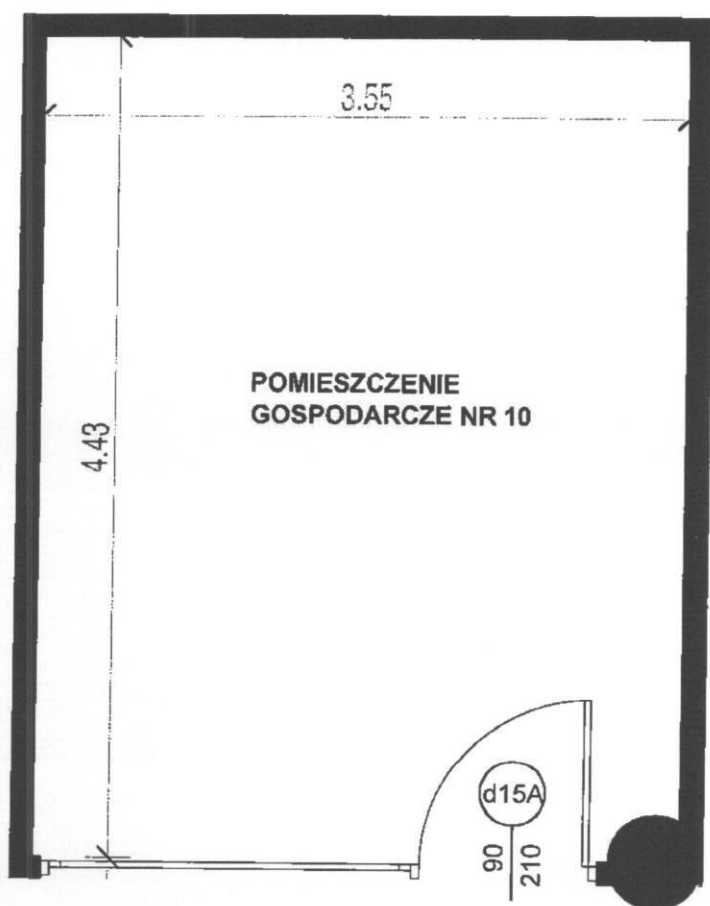 3.55
POMIESZCZENIE
GOSPODARCZE NR 10
4.43
d15A
90
210